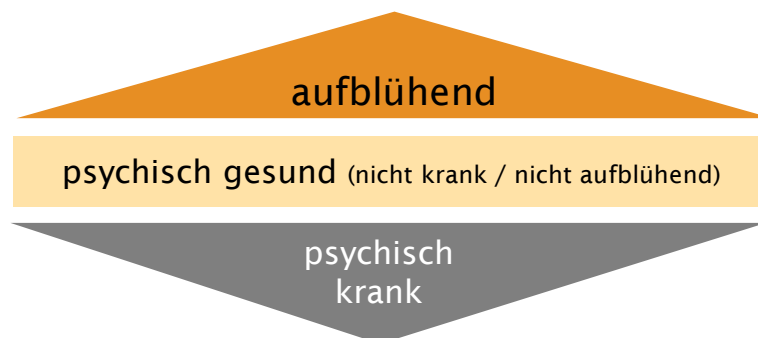 aufblühend
psychisch gesund (nicht krank / nicht aufblühend)
psychisch
krank